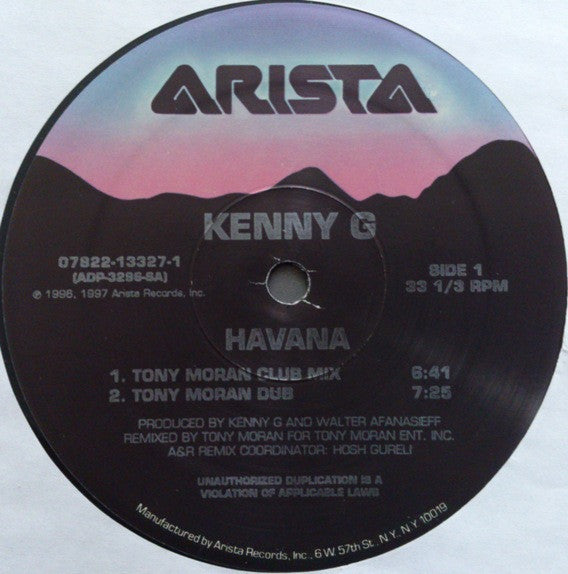 ARISTA
KENNY G
07822-13327-1
(ADP-3296-SA)
℗ 1996, 1997 Arista Records, Inc.
SIDE 1
33 1/3 RPM
HAVANA
1. TONY MORAN CLUB MIX 6:41
2. TONY MORAN DUB 7:25
PRODUCED BY KENNY G AND WALTER AFANASIEFF
REMIXED BY TONY MORAN FOR TONY MORAN ENT. INC.
A&R REMIX COORDINATOR: HOSH GURELI
UNAUTHORIZED DUPLICATION IS A
VIOLATION OF APPLICABLE LAWS
Manufactured by Arista Records, Inc., 6 W 57th St., N.Y. N.Y 10019